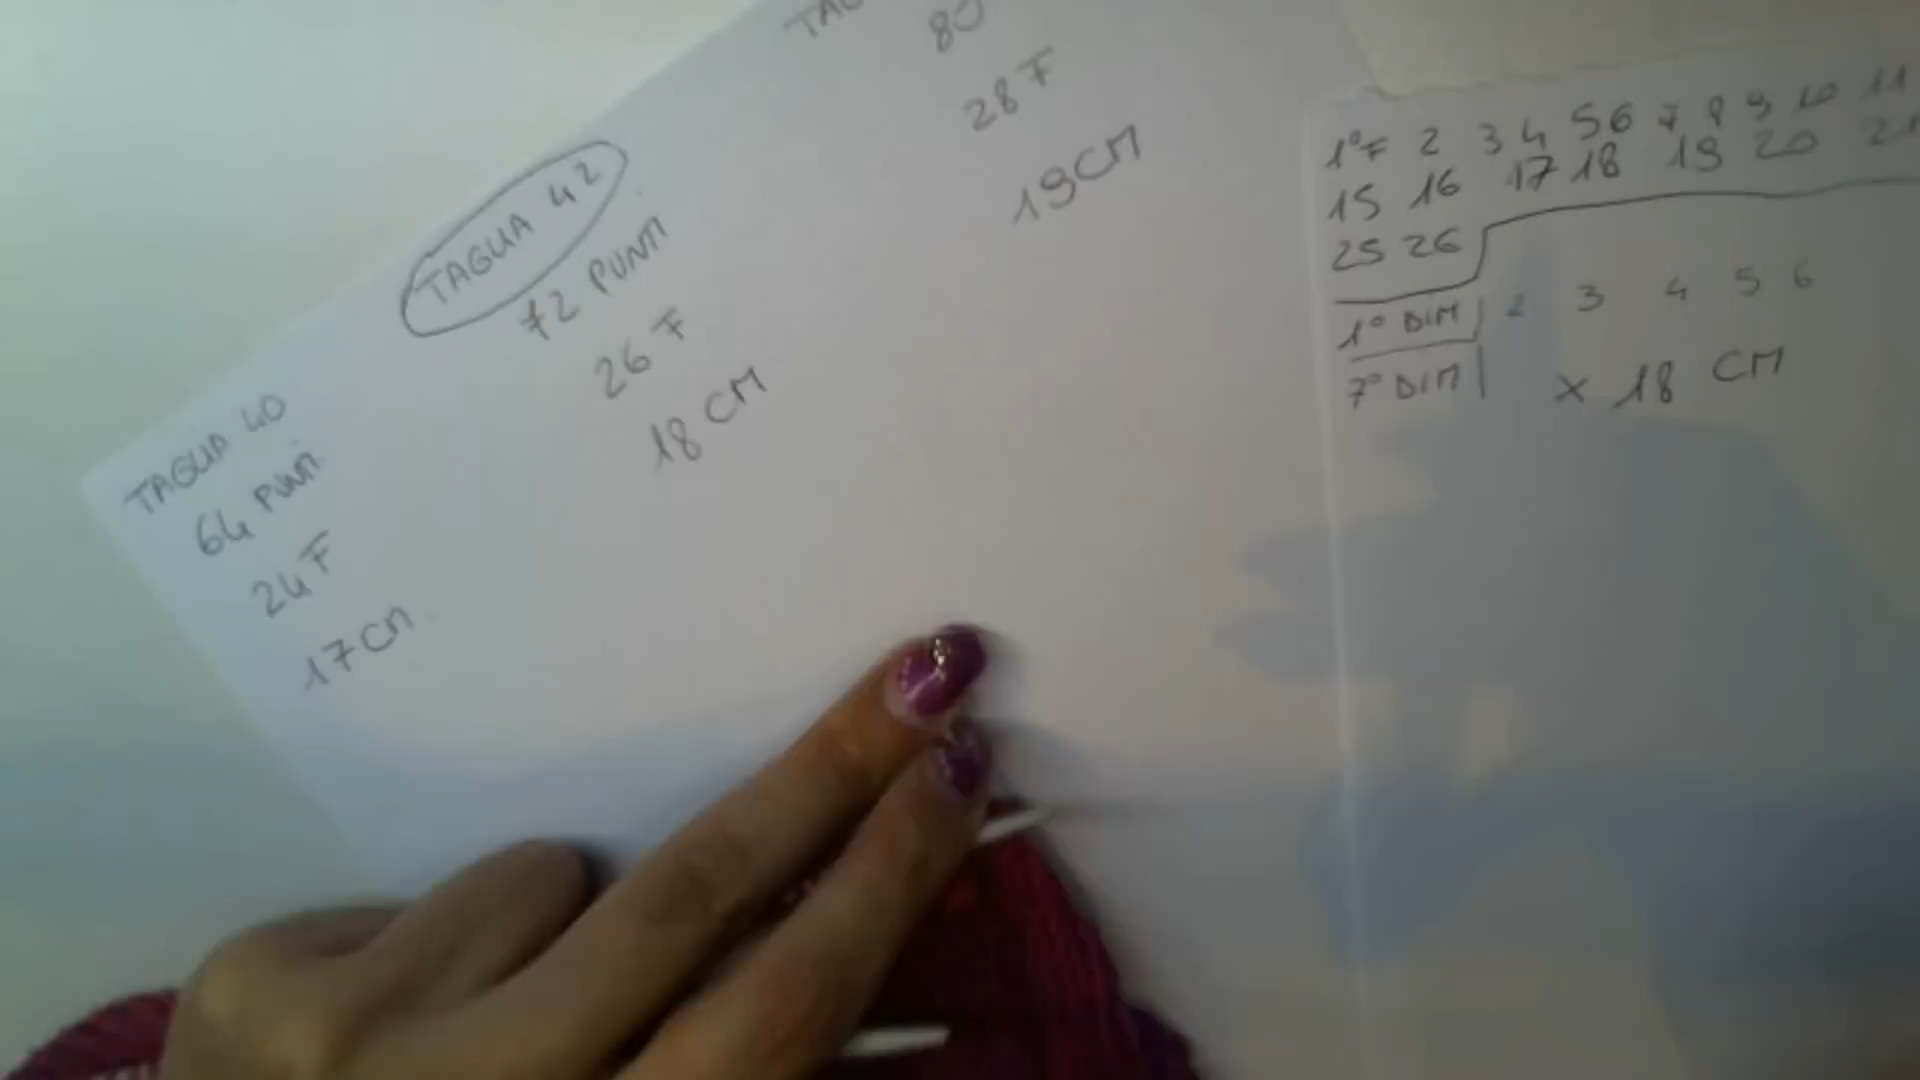 TAGLIA 40
64 PUNTI
24 F
17 CM
TAGLIA 42
72 PUNTI
26 F
18 CM
80
28 F
19 CM
1° F 2 3 4 5 6 7 8 9 10 11
15 16 17 18 19 20 21
25 26
1° DIM 2 3 4 5 6
7° DIM x 18 CM